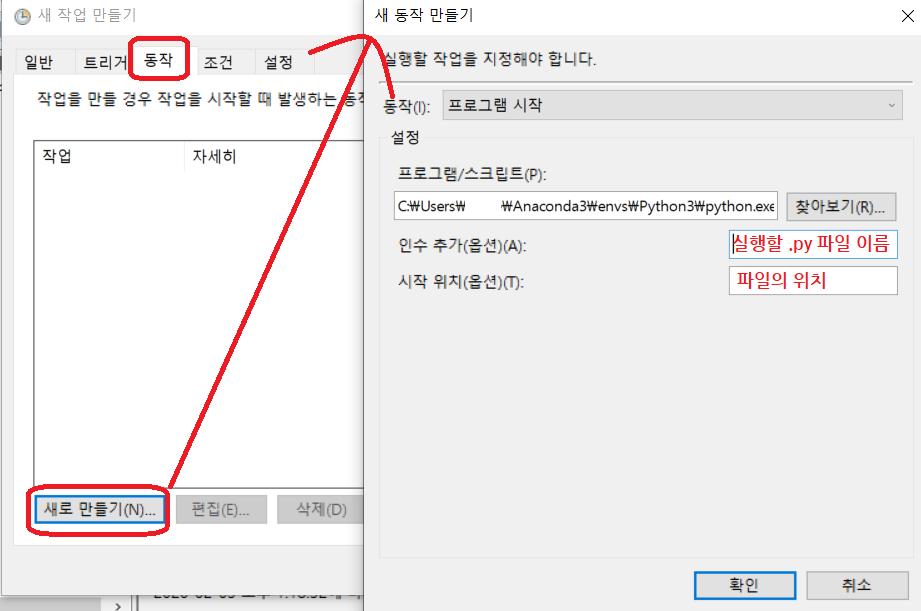 새 작업 만들기
일반 트리거 동작 조건 설정
작업을 만들 경우 작업을 시작할 때 발생하는
작업 자세히
새로 만들기(N)... 편집(E)... 삭제(D)
새 동작 만들기
실행할 작업을 지정해야 합니다.
동작(I): 프로그램 시작
설정
프로그램/스크립트(P):
C:₩Users₩ ₩Anaconda3₩envs₩Python3₩python.exe 찾아보기(R)...
인수 추가(옵션)(A): 실행할 .py 파일 이름
시작 위치(옵션)(T): 파일의 위치
확인 취소